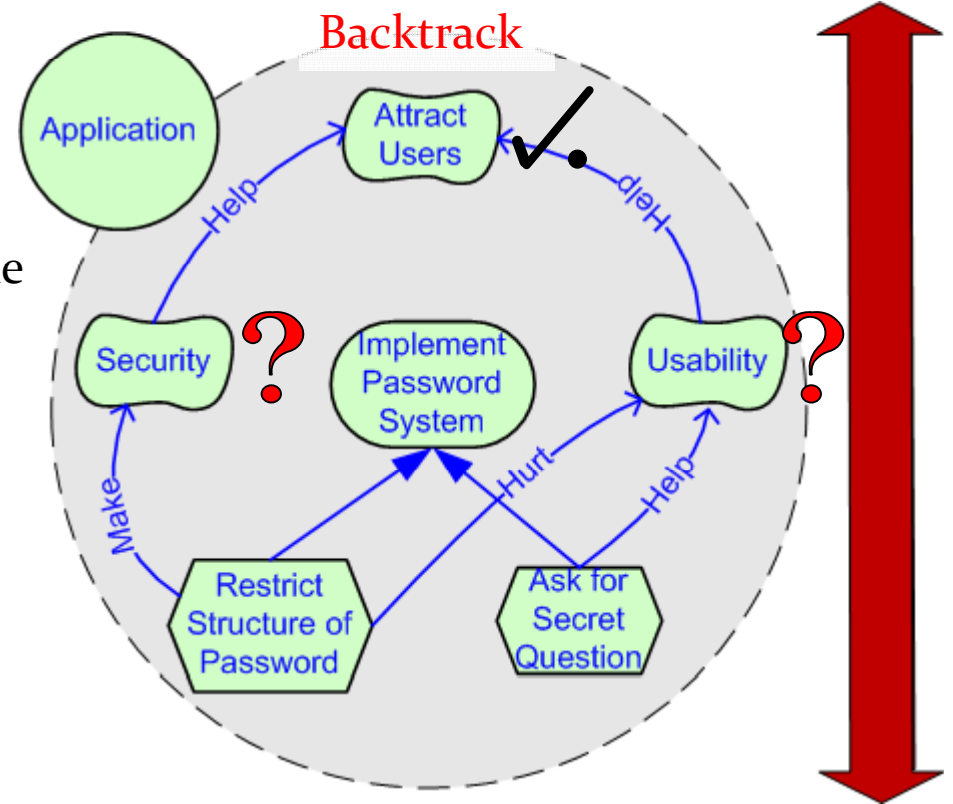 Backtrack
Application
Attract
Users
Help
Help
e
Security
?
Implement
Password
System
Usability
?
Make
Hurt
Help
Restrict
Structure of
Password
Ask for
Secret
Question